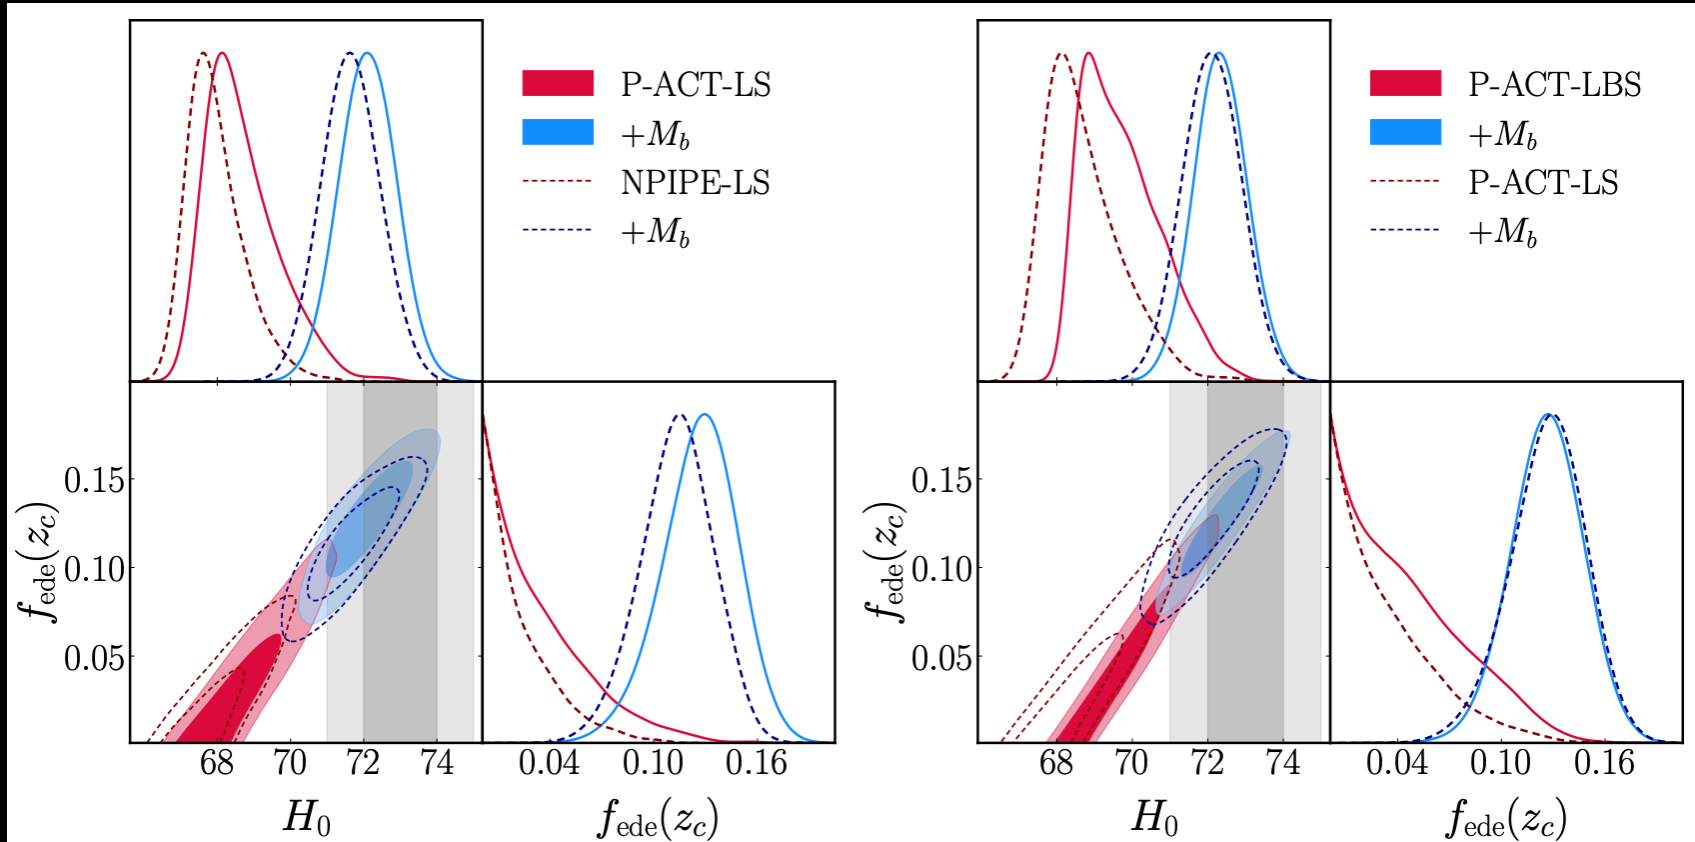 P-ACT-LS
+M_b
NPIPE-LS
+M_b
0.15
0.10
0.05
f_ede(z_c)
68 70 72 74
0.04 0.10 0.16
H_0
f_ede(z_c)
P-ACT-LBS
+M_b
P-ACT-LS
+M_b
0.15
0.10
0.05
f_ede(z_c)
68 70 72 74
0.04 0.10 0.16
H_0
f_ede(z_c)